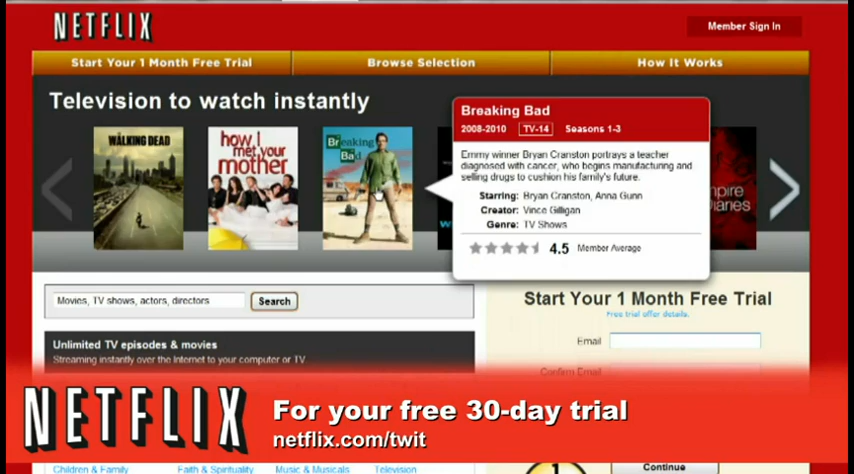 NETFLIX
Member Sign In
Start Your 1 Month Free Trial
Browse Selection
How It Works
Television to watch instantly
THE WALKING DEAD
how i
met your
mother
Breaking
Bad
Breaking Bad
2008-2010 TV-14 Seasons 1-3
Emmy winner Bryan Cranston portrays a teacher
diagnosed with cancer, who begins manufacturing and
selling drugs to cushion his family's future.
Starring: Bryan Cranston, Anna Gunn
Creator: Vince Gilligan
Genre: TV Shows
4.5 Member Average
pire
iaries
Movies, TV shows, actors, directors
Search
Start Your 1 Month Free Trial
Free trial offer details.
Email
Confirm Email
Unlimited TV episodes & movies
Streaming instantly over the Internet to your computer or TV
NETFLIX
For your free 30-day trial
netflix.com/twit
Children & Family
Faith & Spirituality
Music & Musicals
Television
1
Continue